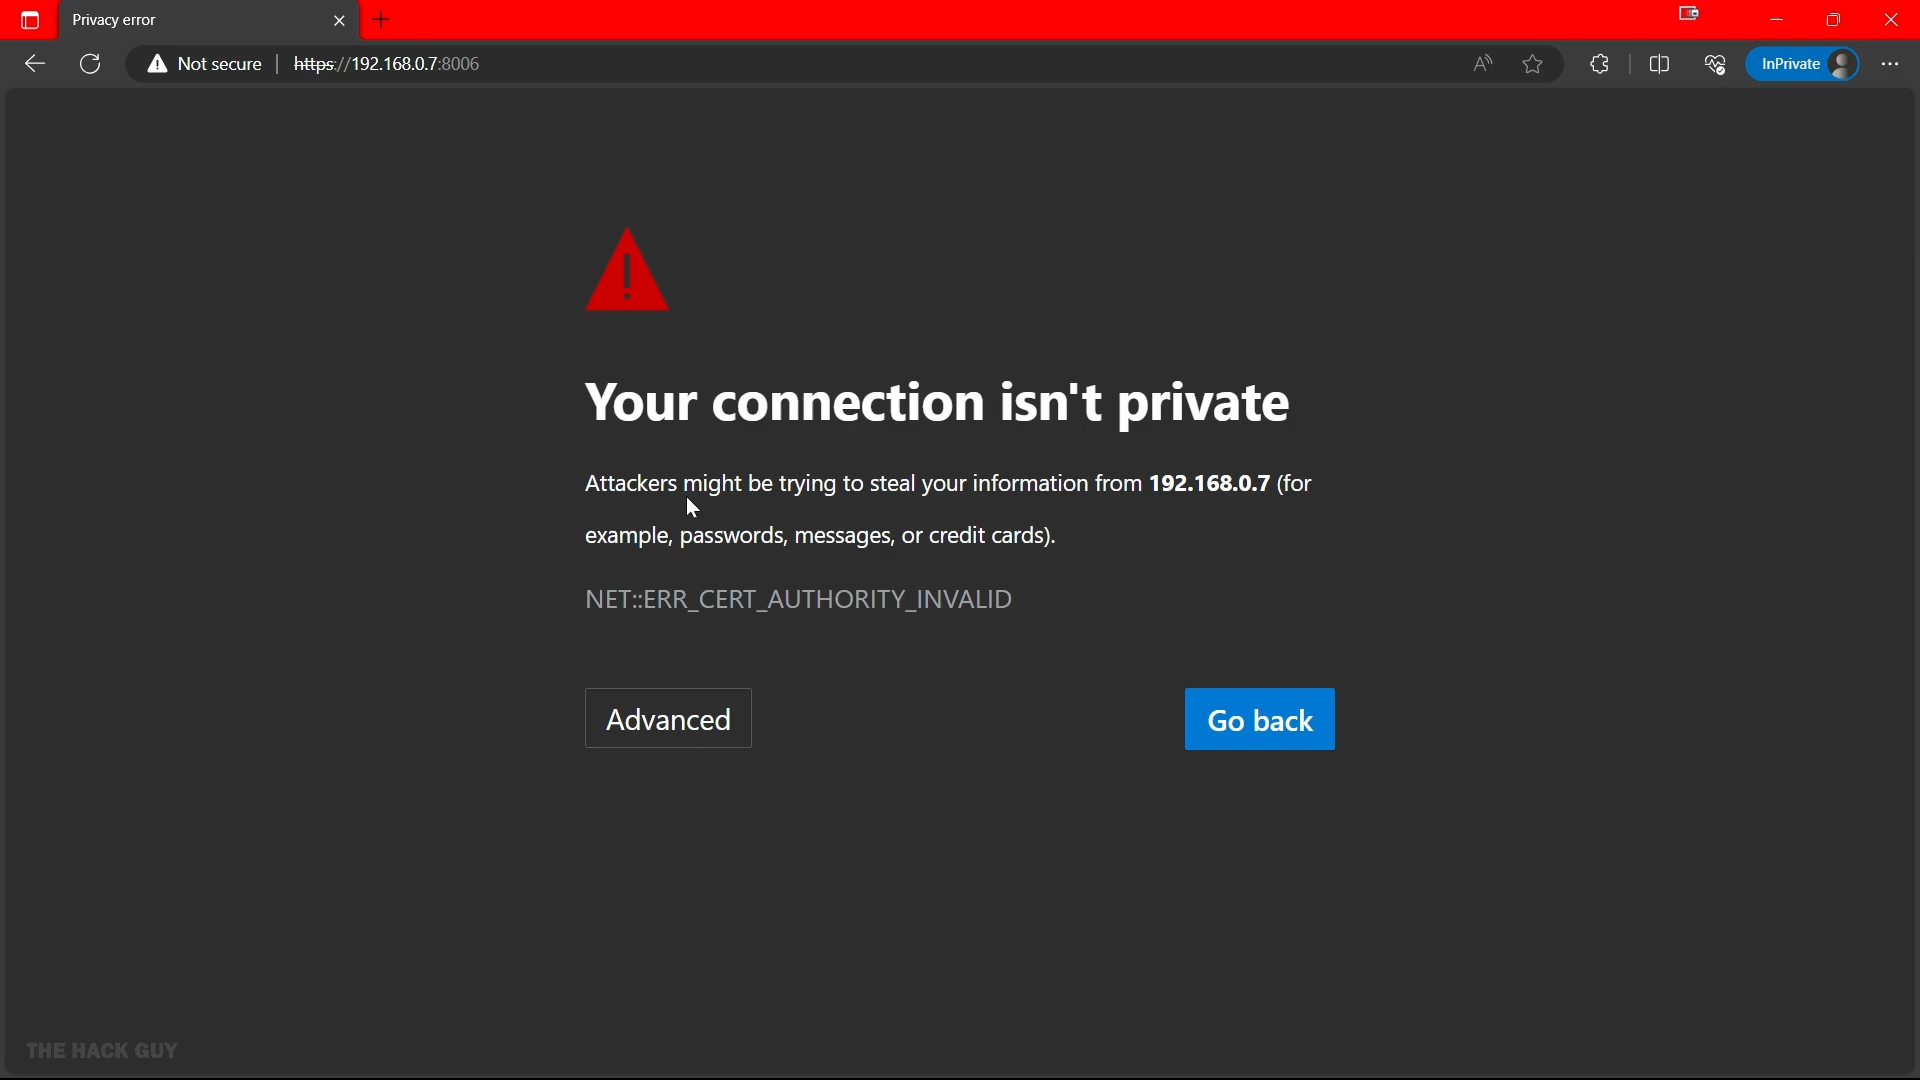 Privacy error
Not secure
https://192.168.0.7:8006
InPrivate
Your connection isn't private
Attackers might be trying to steal your information from 192.168.0.7 (for
example, passwords, messages, or credit cards).
NET::ERR_CERT_AUTHORITY_INVALID
Advanced
Go back
THE HACK GUY